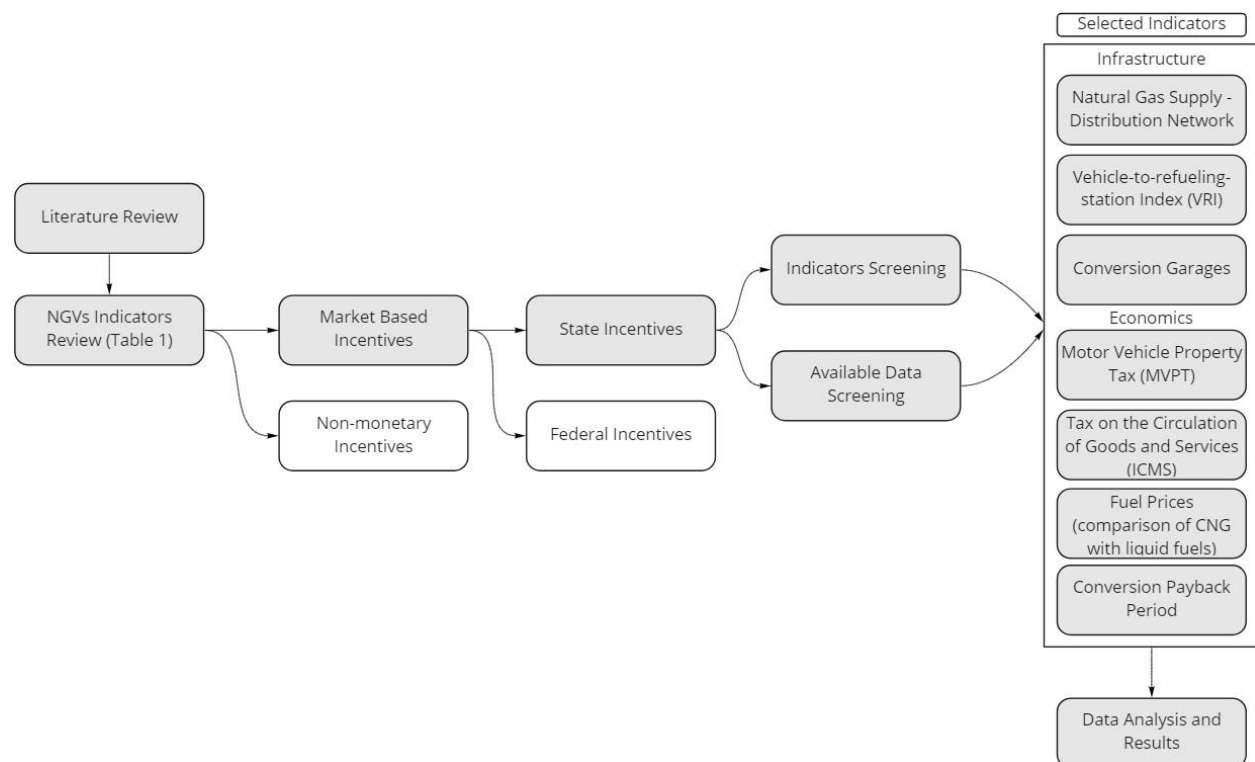 Selected Indicators
Infrastructure
Natural Gas Supply -
Distribution Network
Vehicle-to-refueling-
station Index (VRI)
Conversion Garages
Economics
Motor Vehicle Property
Tax (MVPT)
Tax on the Circulation
of Goods and Services
(ICMS)
Fuel Prices
(comparison of CNG
with liquid fuels)
Conversion Payback
Period
Data Analysis and
Results
Literature Review
NGVs Indicators
Review (Table 1)
Market Based
Incentives
Non-monetary
Incentives
State Incentives
Federal Incentives
Indicators Screening
Available Data
Screening